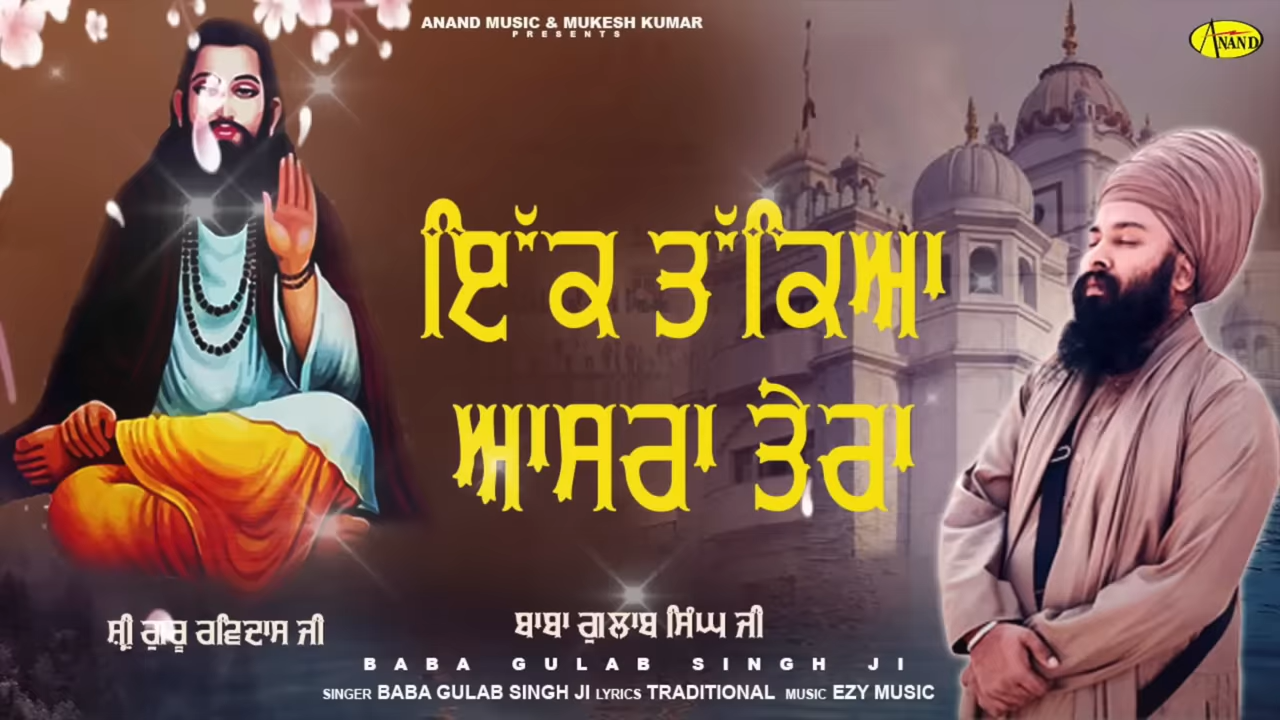 ANAND MUSIC & MUKESH KUMAR
PRESENTS
ANAND
ਇੱਕ ਤੱਕਿਆ
ਆਸਰਾ ਤੇਰਾ
ਸ਼੍ਰੀ ਗੁਰੂ ਰਵਿਦਾਸ ਜੀ
ਬਾਬਾ ਗੁਲਾਬ ਸਿੰਘ ਜੀ
BABA GULAB SINGH JI
SINGER BABA GULAB SINGH JI LYRICS TRADITIONAL MUSIC EZY MUSIC